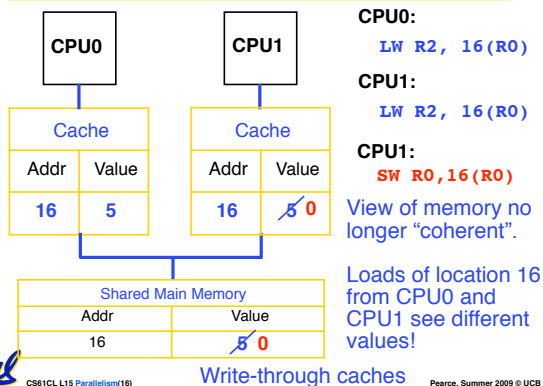 CPU0
CPU1
Cache
Addr Value
16 5
Cache
Addr Value
16 5 0
Shared Main Memory
Addr Value
16 5 0
CPU0:
LW R2, 16(R0)
CPU1:
LW R2, 16(R0)
CPU1:
SW R0,16(R0)
View of memory no
longer “coherent”.
Loads of location 16
from CPU0 and
CPU1 see different
values!
Write-through caches
CS61CL L15 Parallelism(16)
Pearce, Summer 2009 © UCB